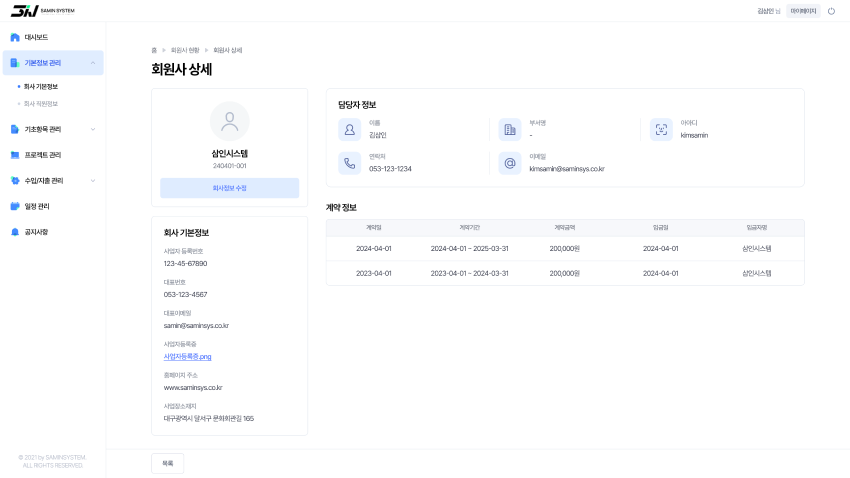 SAMIN SYSTEM
김삼인 님
마이페이지
대시보드
기본정보 관리
회사 기본정보
회사 직원정보
기초항목 관리
프로젝트 관리
수입/지출 관리
일정 관리
공지사항
© 2021 by SAMINSYSTEM.
ALL RIGHTS RESERVED.
홈 > 회원사 현황 > 회원사 상세
회원사 상세
삼인시스템
240401-001
회사정보 수정
회사 기본정보
사업자 등록번호
123-45-67890
대표번호
053-123-4567
대표이메일
samin@saminsys.co.kr
사업자등록증
사업자등록증.png
홈페이지 주소
www.saminsys.co.kr
사업장소재지
대구광역시 달서구 문화회관길 165
담당자 정보
이름
김삼인
부서명
-
아이디
kimsamin
연락처
053-123-1234
이메일
kimsamin@saminsys.co.kr
계약 정보
계약일 계약기간 계약금액 입금일 입금자명
2024-04-01 2024-04-01 ~ 2025-03-31 200,000원 2024-04-01 삼인시스템
2023-04-01 2023-04-01 ~ 2024-03-31 200,000원 2023-04-01 삼인시스템
목록